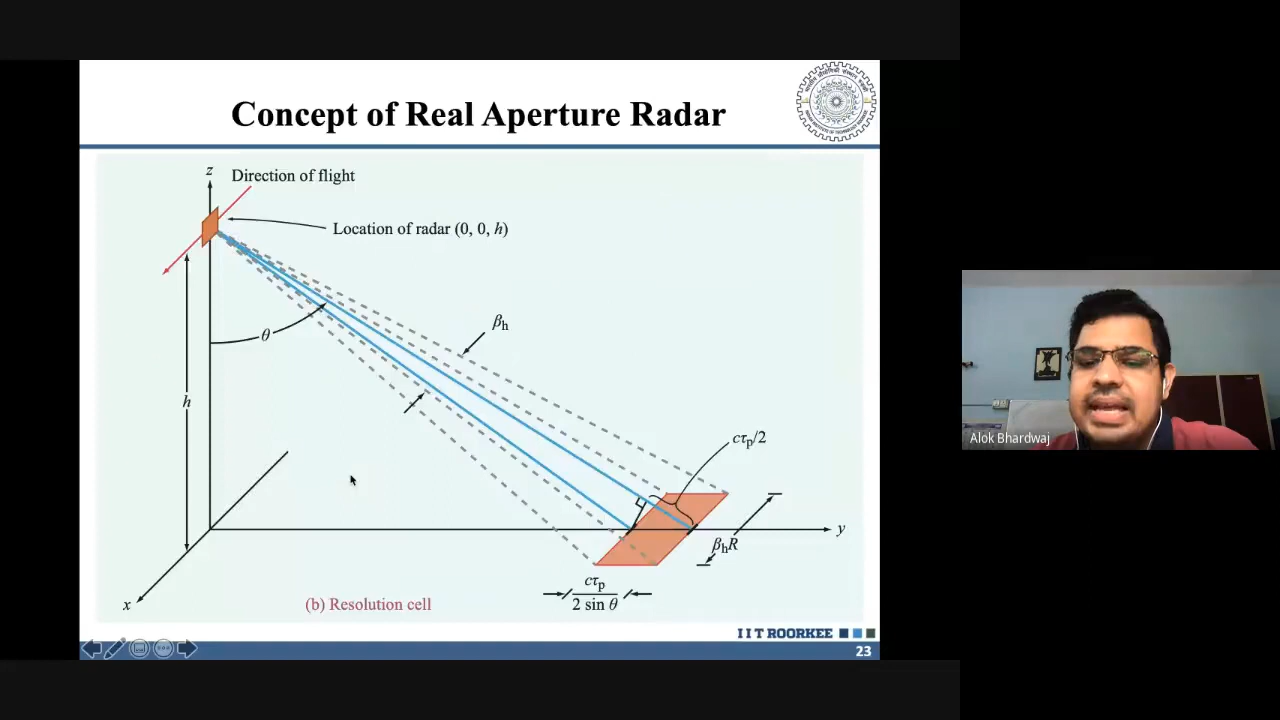 Concept of Real Aperture Radar
z
Direction of flight
Location of radar (0, 0, h)
θ
βh
h
cτp/2
y
βhR
cτp
2 sin θ
x
(b) Resolution cell
IIT ROORKEE
23
Alok Bhardwaj